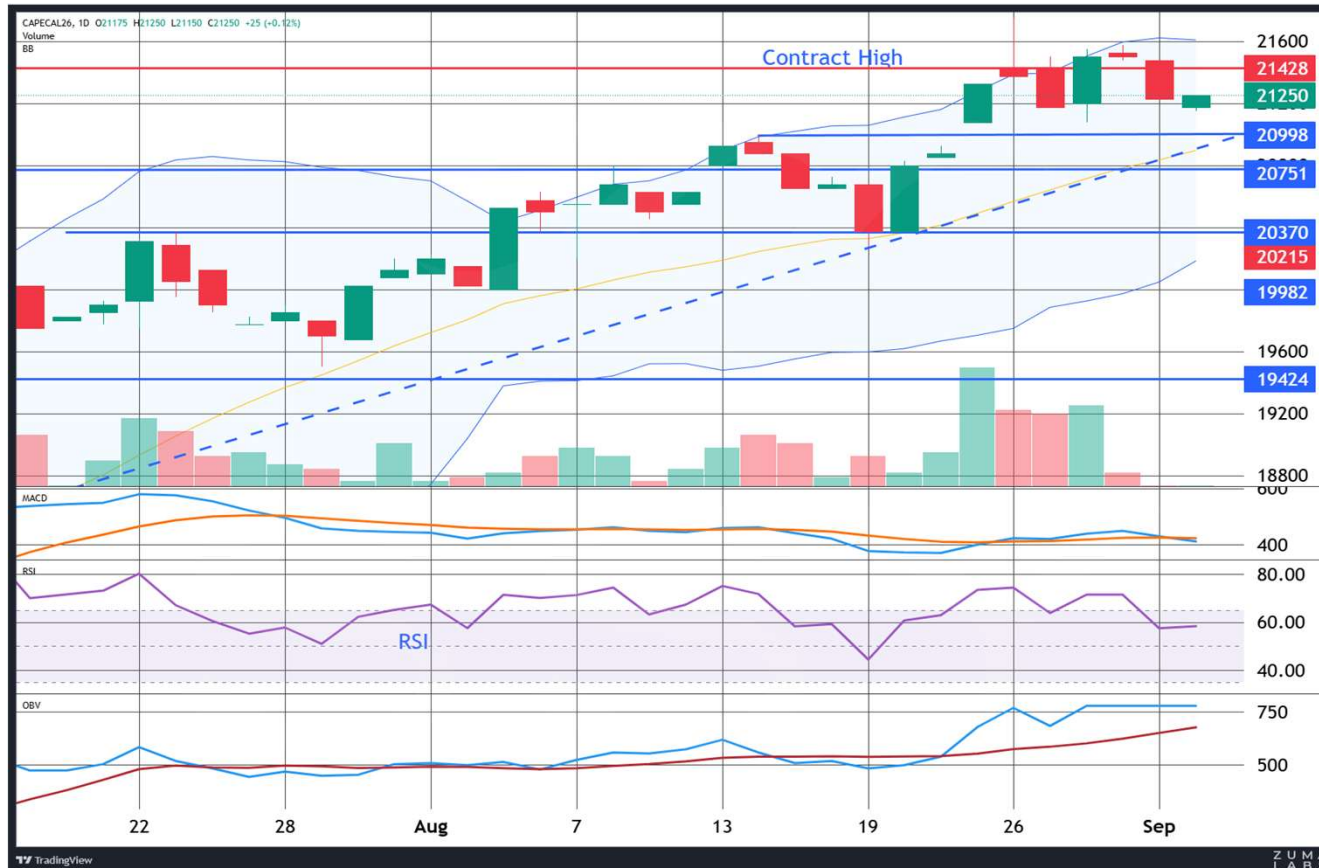 CAPECAL26, 1D O21175 H21250 L21150 C21250 +25 (+0.12%)
Volume
BB
Contract High
21600
21428
21250
20998
20751
20370
20215
19982
19600
19424
19200
18800
MACD
600
400
RSI
80.00
60.00
RSI
40.00
OBV
750
500
22 28 Aug 7 13 19 26 Sep
TradingView
ZUM
LAB